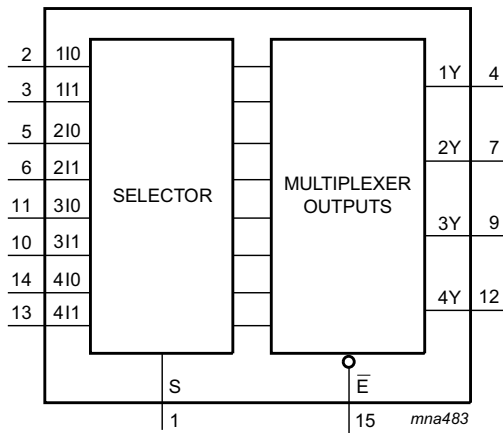 2 1I0
3 1I1
5 2I0
6 2I1
11 3I0
10 3I1
14 4I0
13 4I1
SELECTOR
MULTIPLEXER
OUTPUTS
1Y 4
2Y 7
3Y 9
4Y 12
S
1
E̅
15
mna483